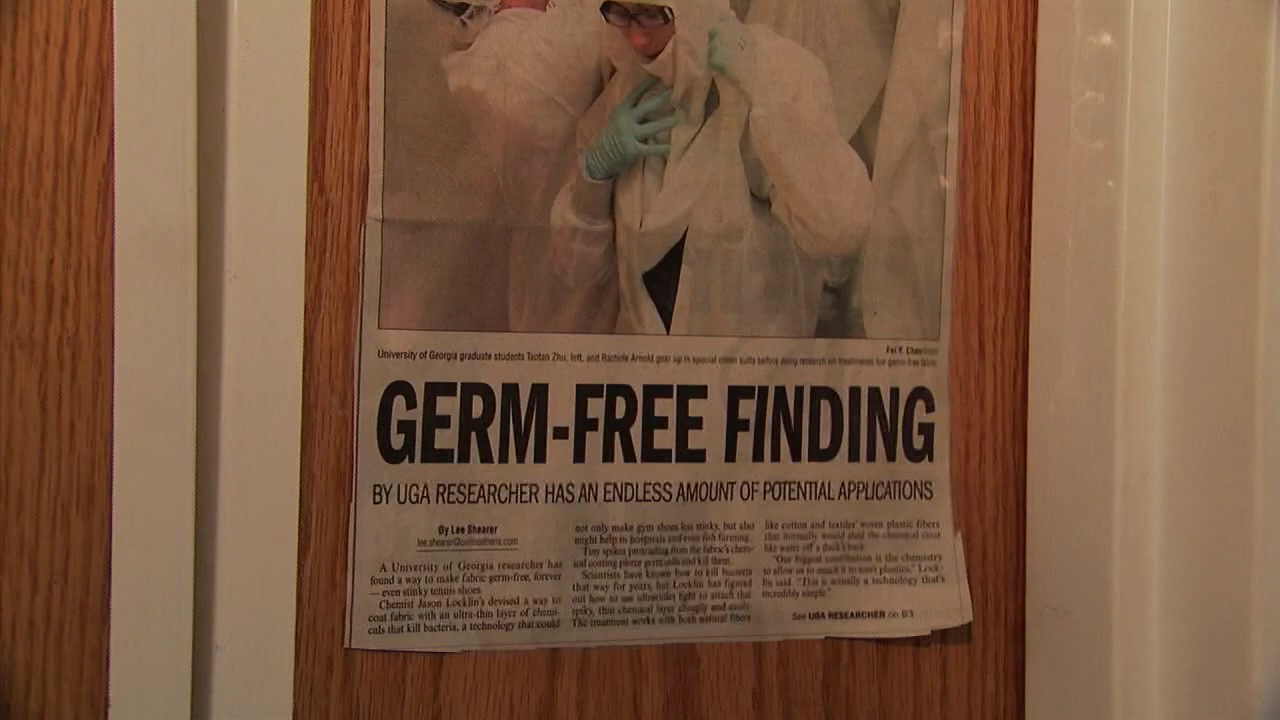 Fei Y. Chan
University of Georgia graduate students Taotao Zhu, left, and Rachele Arnold gear up in special clean suits before doing research on treatments for germ-free fabric.
GERM-FREE FINDING
BY UGA RESEARCHER HAS AN ENDLESS AMOUNT OF POTENTIAL APPLICATIONS
By Lee Shearer
lee.shearer@onlineathens.com
A University of Georgia researcher has
found a way to make fabric germ-free, forever
— even stinky tennis shoes.
Chemist Jason Locklin's devised a way to
coat fabric with an ultra-thin layer of chemi-
cals that kill bacteria, a technology that could
not only make gym shoes less stinky, but also
might help in hospitals and even fish farming.
Tiny spikes protruding from the fabric's chem-
ical coating pierce germ cells and kill them.
Scientists have known how to kill bacteria
that way for years, but Locklin has figured
out how to use ultraviolet light to attach that
spiky, thin chemical layer cheaply and easily.
The treatment works with both natural fibers
like cotton and textiles' woven plastic fibers
that normally would shed the chemical coat
like water off a duck's back.
"Our biggest contribution is the chemistry
to allow us to attach it to inert plastics," Lock-
lin said. "This is actually a technology that's
incredibly simple"
See UGA RESEARCHER on B3